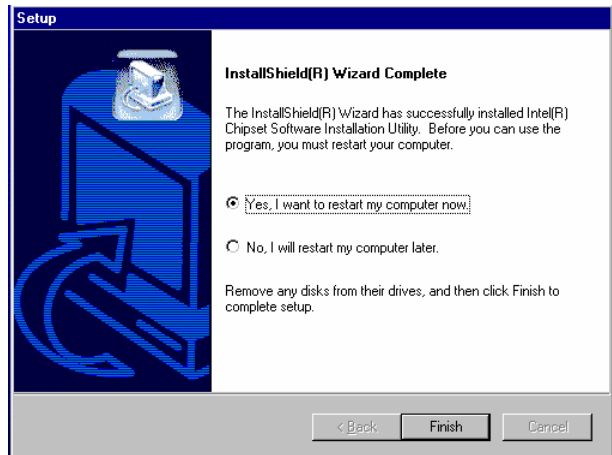 Setup
InstallShield(R) Wizard Complete
The InstallShield(R) Wizard has successfully installed Intel(R)
Chipset Software Installation Utility. Before you can use the
program, you must restart your computer.
Yes, I want to restart my computer now.
No, I will restart my computer later.
Remove any disks from their drives, and then click Finish to
complete setup.
< Back Finish Cancel